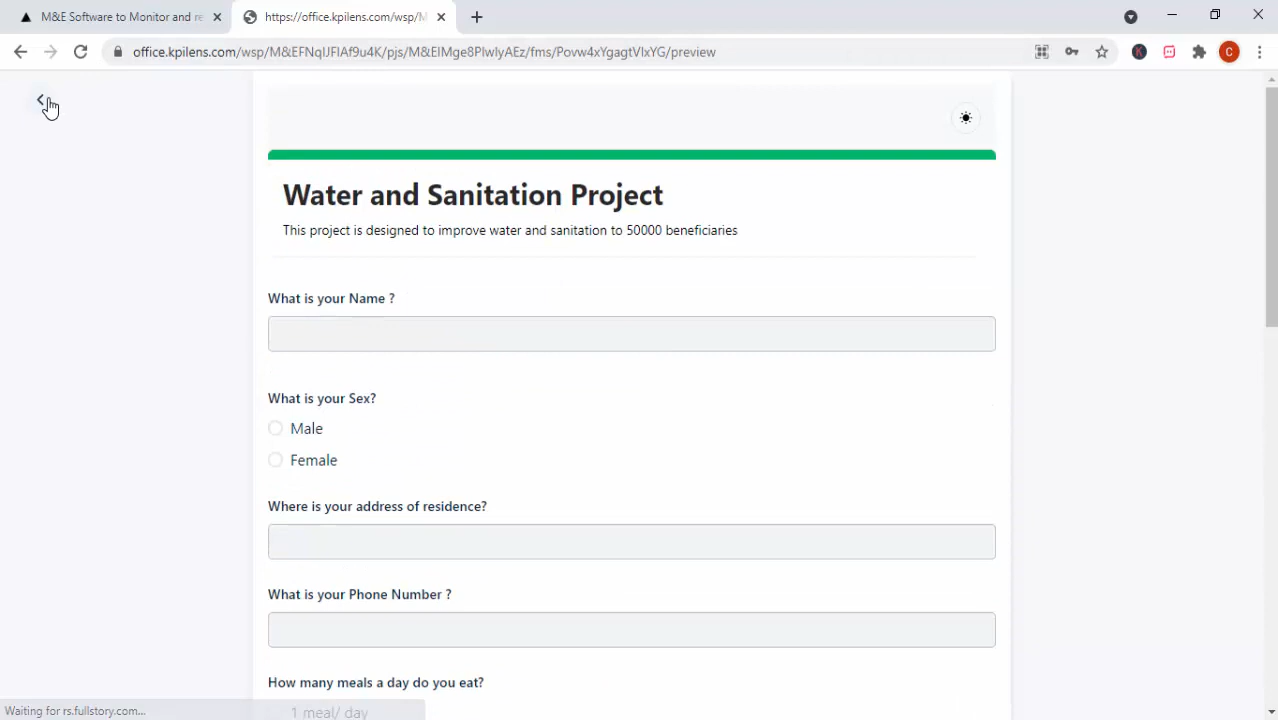 M&E Software to Monitor and re
https://office.kpilens.com/wsp/M
office.kpilens.com/wsp/M&EFNqlJFlAf9u4K/pjs/M&ElMge8PlwlyAEz/fms/Povw4xYgagtVlxYG/preview
K
C
Water and Sanitation Project
This project is designed to improve water and sanitation to 50000 beneficiaries
What is your Name ?
What is your Sex?
Male
Female
Where is your address of residence?
What is your Phone Number ?
How many meals a day do you eat?
1 meal/ day
Waiting for rs.fullstory.com...